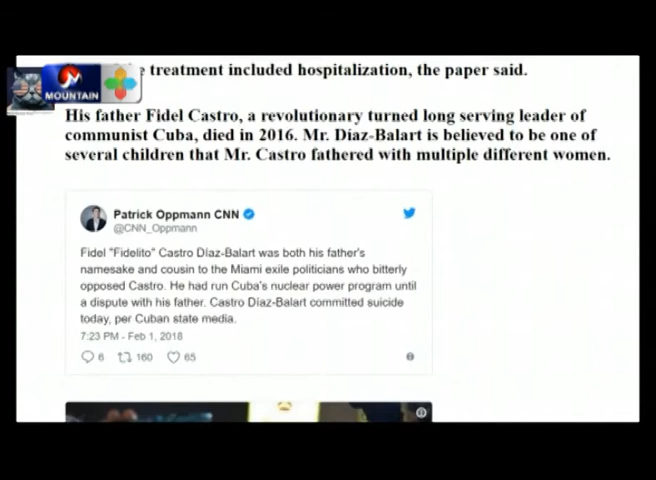 e treatment included hospitalization, the paper said.
MOUNTAIN
His father Fidel Castro, a revolutionary turned long serving leader of
communist Cuba, died in 2016. Mr. Díaz-Balart is believed to be one of
several children that Mr. Castro fathered with multiple different women.
Patrick Oppmann CNN
@CNN_Oppmann
Fidel "Fidelito" Castro Díaz-Balart was both his father's
namesake and cousin to the Miami exile politicians who bitterly
opposed Castro. He had run Cuba's nuclear power program until
a dispute with his father. Castro Díaz-Balart committed suicide
today, per Cuban state media.
7:23 PM - Feb 1, 2018
6 160 65